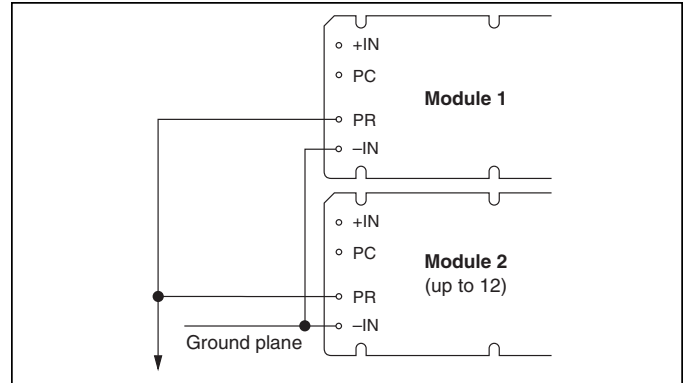 +IN
PC
Module 1
PR
–IN
+IN
PC
Module 2
(up to 12)
PR
–IN
Ground plane